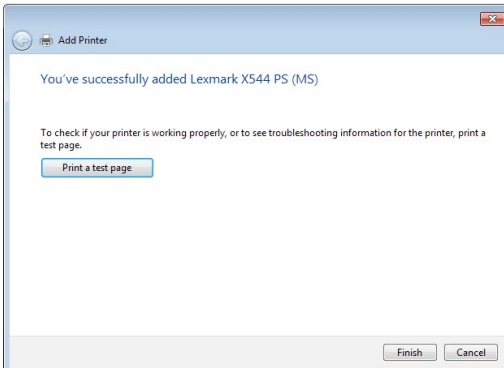 Add Printer
You've successfully added Lexmark X544 PS (MS)
To check if your printer is working properly, or to see troubleshooting information for the printer, print a
test page.
Print a test page
Finish Cancel